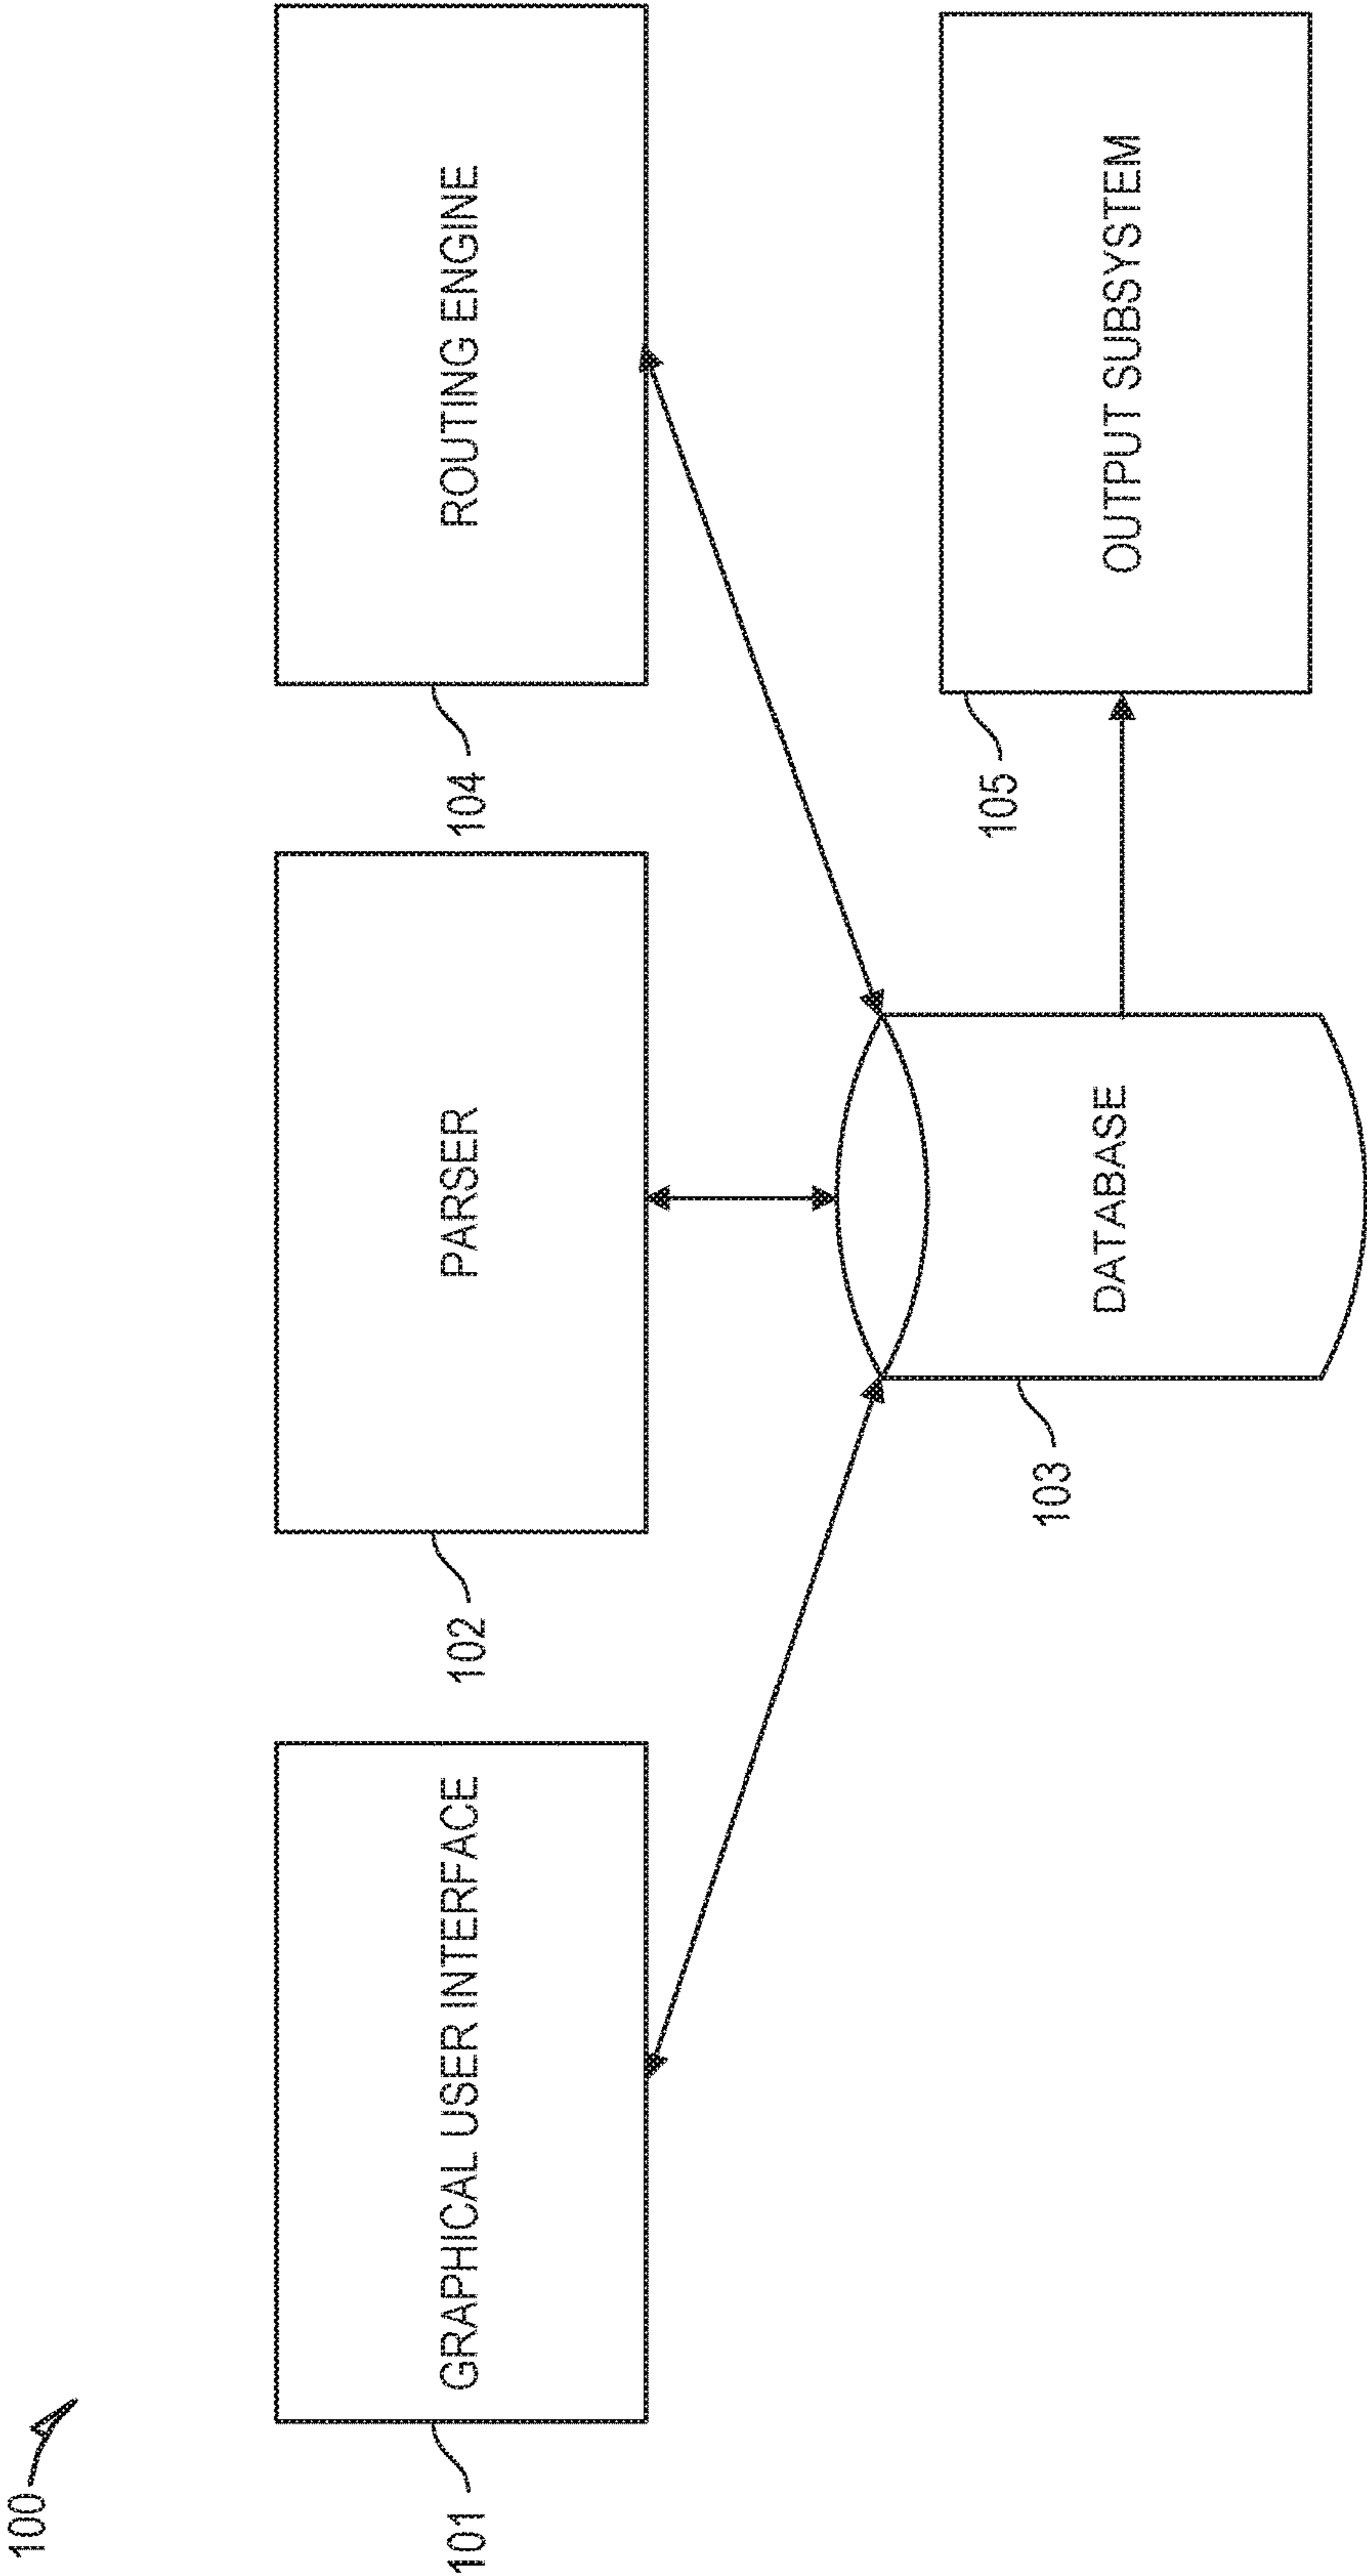 100
101
GRAPHICAL USER INTERFACE
102
PARSER
104
ROUTING ENGINE
103
DATABASE
105
OUTPUT SUBSYSTEM